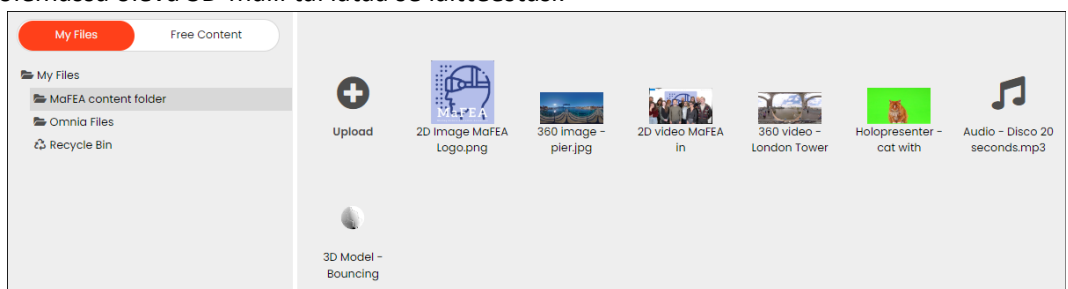 My Files
Free Content
My Files
MaFEA content folder
Omnia Files
Recycle Bin
Upload
MaFEA
2D Image MaFEA
Logo.png
360 image -
pier.jpg
2D video MaFEA
in
360 video -
London Tower
Holopresenter -
cat with
Audio - Disco 20
seconds.mp3
3D Model -
Bouncing